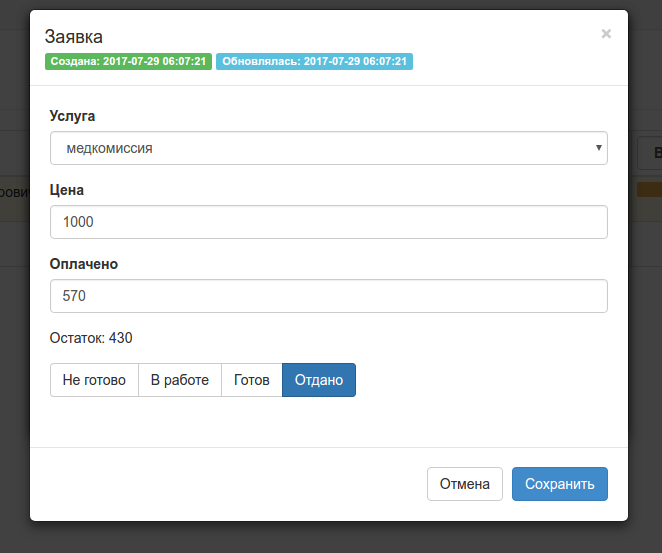 Заявка
×
Создана: 2017-07-29 06:07:21 Обновлялась: 2017-07-29 06:07:21
Услуга
медкомиссия
Цена
1000
Оплачено
570
Остаток: 430
Не готово В работе Готов Отдано
Отмена Сохранить